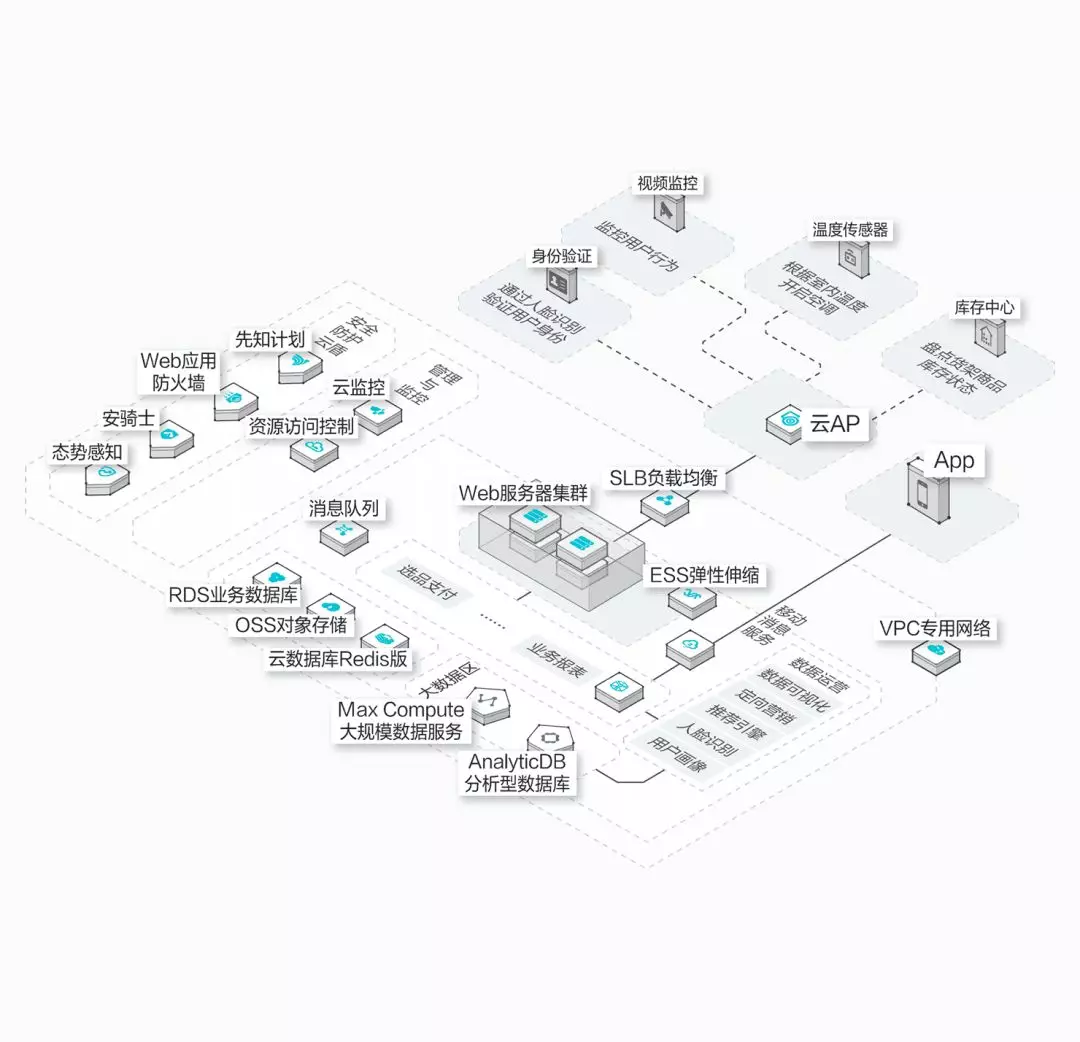 视频监控
监控用户行为
温度传感器
根据室内温度
开启空调
身份验证
通过人脸识别
验证用户身份
库存中心
盘点货架商品
库存状态
安全
防护
云盾
先知计划
Web应用
防火墙
安骑士
态势感知
管理
与
监控
云监控
资源访问控制
云AP
App
SLB负载均衡
Web服务器集群
消息队列
选品支付
......
ESS弹性伸缩
RDS业务数据库
OSS对象存储
云数据库Redis版
移动
消息
服务
VPC专用网络
业务报表
大数据区
Max Compute
大规模数据服务
AnalyticDB
分析型数据库
数据运营
数据可视化
定向营销
推荐引擎
人脸识别
用户画像